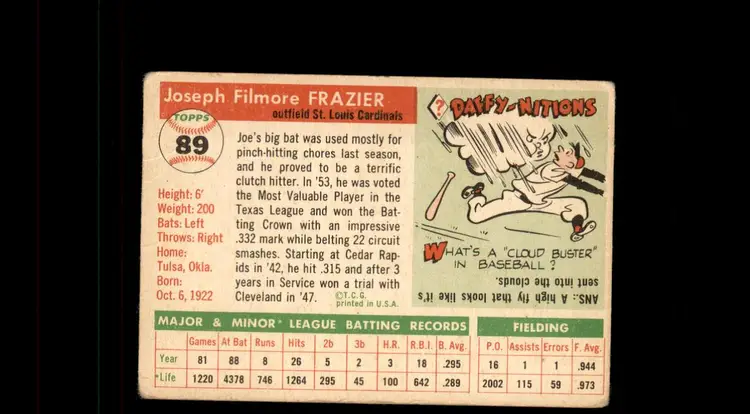 Joseph Filmore FRAZIER
outfield St. Louis Cardinals
TOPPS
89
Height: 6'
Weight: 200
Bats: Left
Throws: Right
Home:
Tulsa, Okla.
Born:
Oct. 6, 1922
Joe's big bat was used mostly for
pinch-hitting chores last season,
and he proved to be a terrific
clutch hitter. In '53, he was voted
the Most Valuable Player in the
Texas League and won the Bat-
ting Crown with an impressive
.332 mark while belting 22 circuit
smashes. Starting at Cedar Rap-
ids in '42, he hit .315 and after 3
years in Service won a trial with
Cleveland in '47.
©T.C.G.
printed in U.S.A.
? DAFFY-NITIONS
WHAT'S A "CLOUD BUSTER"
IN BASEBALL?
ANS.: A high fly that looks like it's
sent into the clouds.
MAJOR & MINOR* LEAGUE BATTING RECORDS
Games At Bat Runs Hits 2b 3b H.R. R.B.I. B. Avg.
Year 81 88 8 26 5 2 3 18 .295
*Life 1220 4378 746 1264 295 45 100 642 .289
FIELDING
P.O. Assists Errors F. Avg.
16 1 1 .944
2002 115 59 .973